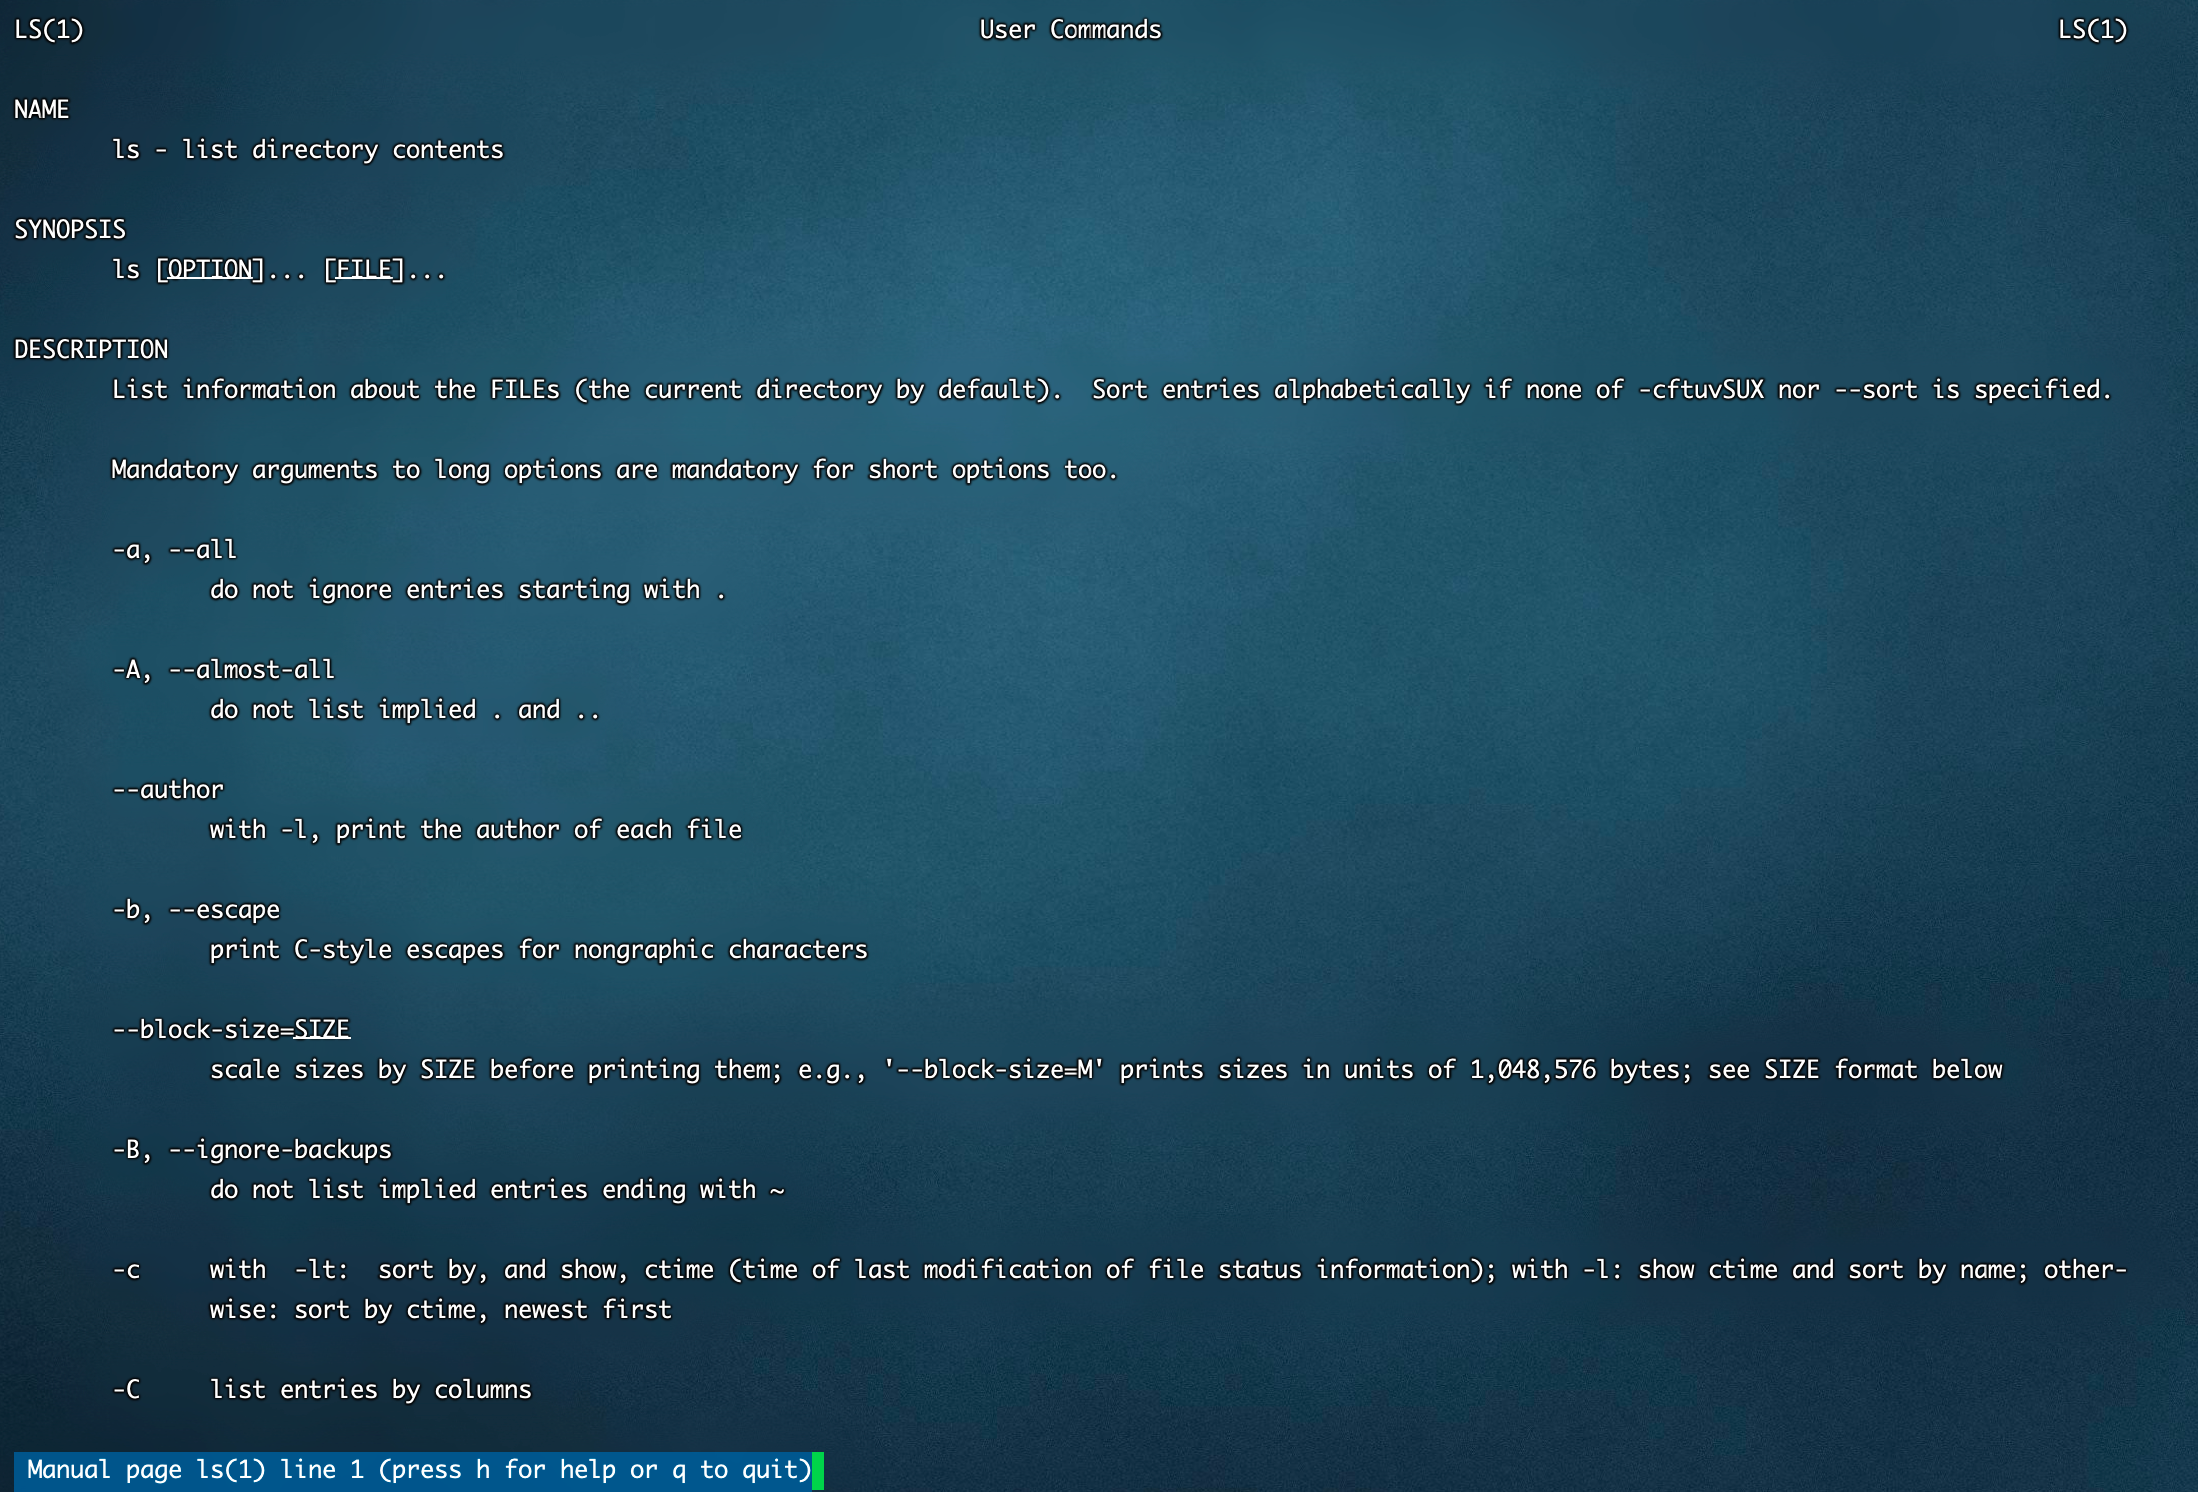 LS(1) User Commands LS(1)
NAME
ls - list directory contents
SYNOPSIS
ls [OPTION]... [FILE]...
DESCRIPTION
List information about the FILEs (the current directory by default).  Sort entries alphabetically if none of -cftuvSUX nor --sort is specified.
Mandatory arguments to long options are mandatory for short options too.
-a, --all
do not ignore entries starting with .
-A, --almost-all
do not list implied . and ..
--author
with -l, print the author of each file
-b, --escape
print C-style escapes for nongraphic characters
--block-size=SIZE
scale sizes by SIZE before printing them; e.g., '--block-size=M' prints sizes in units of 1,048,576 bytes; see SIZE format below
-B, --ignore-backups
do not list implied entries ending with ~
-c     with  -lt:  sort by, and show, ctime (time of last modification of file status information); with -l: show ctime and sort by name; other-
wise: sort by ctime, newest first
-C     list entries by columns
Manual page ls(1) line 1 (press h for help or q to quit)